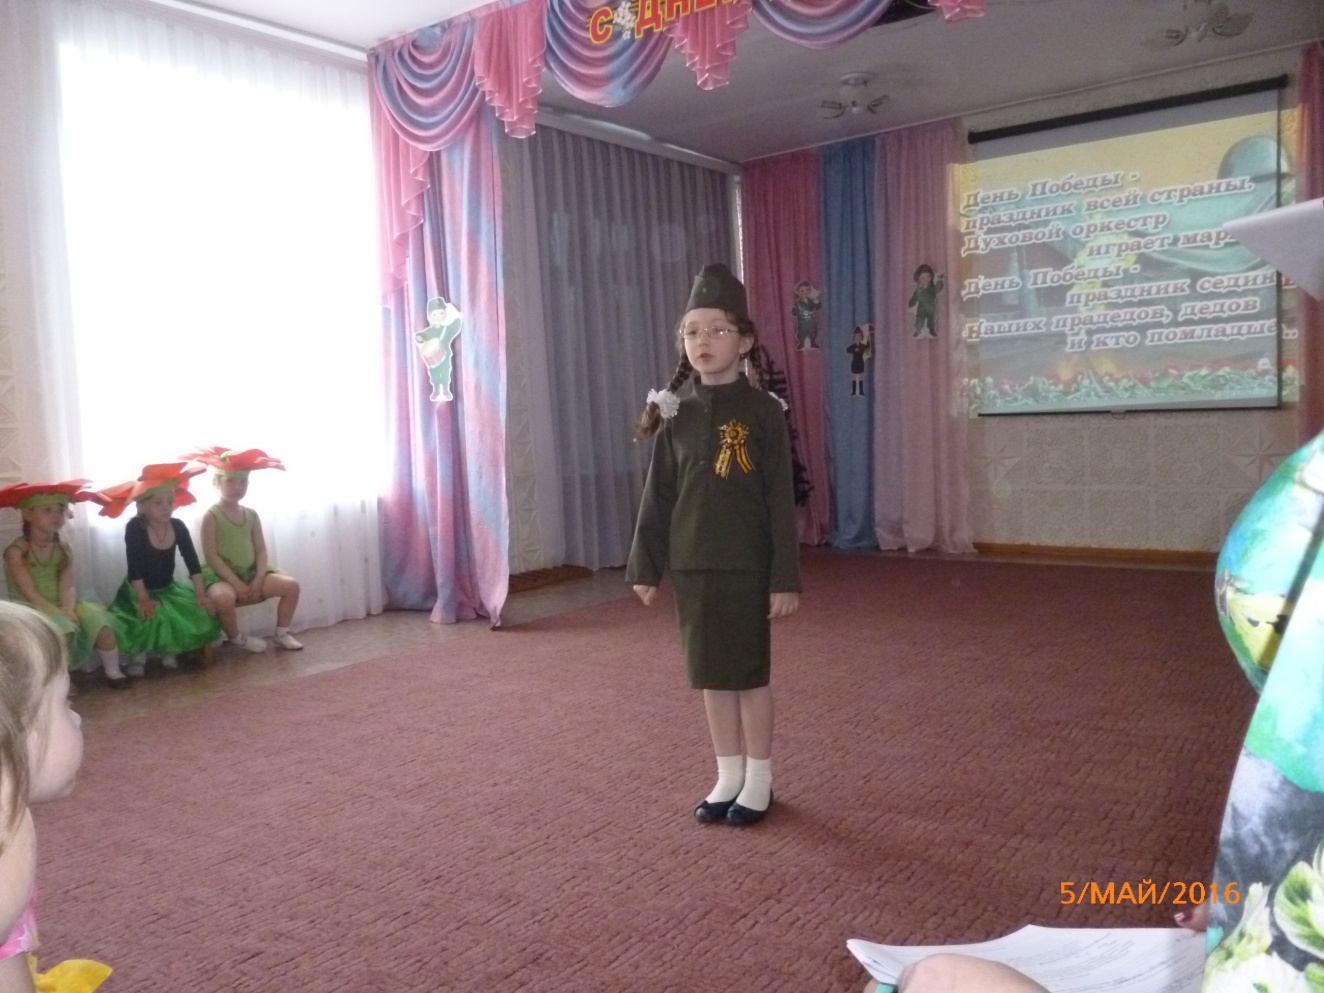 С ДНЕ
День Победы -
праздник всей страны.
Духовой оркестр
играет мар
День Победы -
праздник седин
Наших прадедов, дедов
и кто помладше..
5/МАЙ/2016